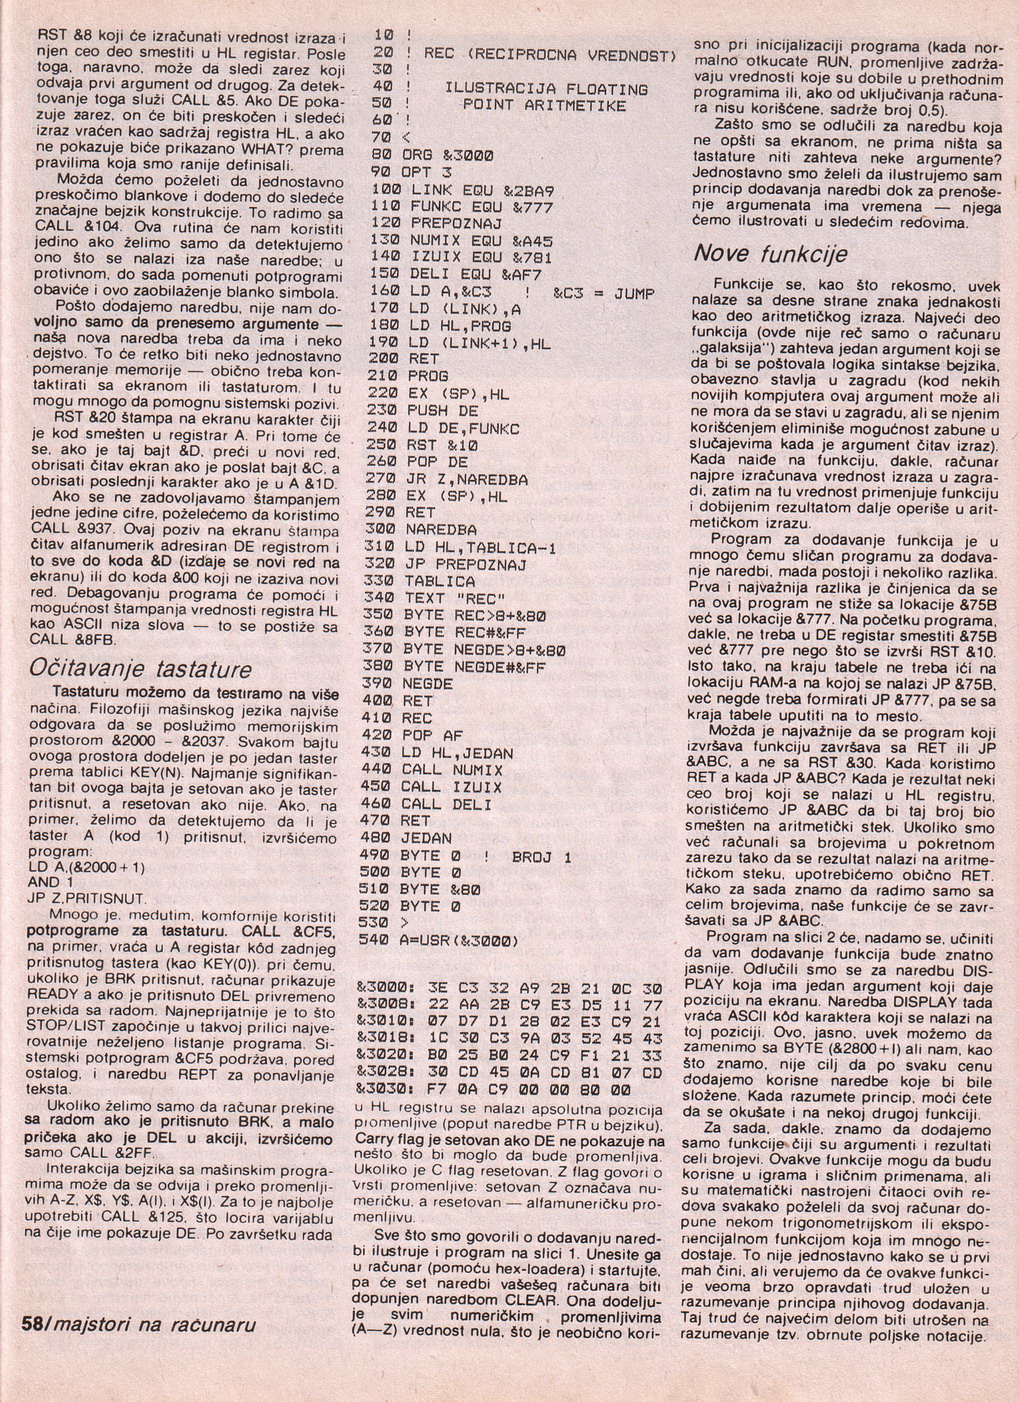 RST &8 koji će izračunati vrednost izraza i
njen ceo deo smestiti u HL registar. Posle
toga, naravno, može da sledi zarez koji
odvaja prvi argument od drugog. Za detek-
tovanje toga služi CALL &5. Ako DE poka-
zuje zarez, on će biti preskočen i sledeći
izraz vraćen kao sadržaj registra HL, a ako
ne pokazuje biće prikazano WHAT? prema
pravilima koja smo ranije definisali.
Možda ćemo poželeti da jednostavno
preskočimo blankove i dodemo do sledeće
značajne bejzik konstrukcije. To radimo sa
CALL &104. Ova rutina će nam koristiti
jedino ako želimo samo da detektujemo
ono što se nalazi iza naše naredbe; u
protivnom, do sada pomenuti potprogrami
obaviće i ovo zaobilaženje blanko simbola.
Pošto dodajemo naredbu, nije nam do-
voljno samo da prenesemo argumente —
naša nova naredba treba da ima i neko
dejstvo. To će retko biti neko jednostavno
pomeranje memorije — obično treba kon-
taktirati sa ekranom ili tastaturom. I tu
mogu mnogo da pomognu sistemski pozivi.
RST &20 štampa na ekranu karakter čiji
je kod smešten u registrar A. Pri tome će
se, ako je taj bajt &D, preći u novi red,
obrisati čitav ekran ako je poslat bajt &C, a
obrisati poslednji karakter ako je u A &1D.
Ako se ne zadovoljavamo štampanjem
jedne jedine cifre, poželećemo da koristimo
CALL &937. Ovaj poziv na ekranu štampa
čitav alfanumerik adresiran DE registrom i
to sve do koda &D (izdaje se novi red na
ekranu) ili do koda &00 koji ne izaziva novi
red. Debagovanju programa će pomoći i
mogućnost štampanja vrednosti registra HL
kao ASCII niza slova — to se postiže sa
CALL &8FB.
Očitavanje tastature
Tastaturu možemo da testiramo na više
načina. Filozofiji mašinskog jezika najviše
odgovara da se poslužimo memorijskim
prostorom &2000 – &2037. Svakom bajtu
ovoga prostora dodeljen je po jedan taster
prema tablici KEY(N). Najmanje signifikan-
tan bit ovoga bajta je setovan ako je taster
pritisnut, a resetovan ako nije. Ako, na
primer, želimo da detektujemo da li je
taster A (kod 1) pritisnut, izvršićemo
program:
LD A,(&2000+1)
AND 1
JP Z,PRITISNUT.
Mnogo je, medutim, komfornije koristiti
potprograme za tastaturu. CALL &CF5,
na primer, vraća u A registar kôd zadnjeg
pritisnutog tastera (kao KEY(0)), pri čemu,
ukoliko je BRK pritisnut, računar prikazuje
READY a ako je pritisnuto DEL privremeno
prekida sa radom. Najneprijatnije je to što
STOP/LIST započinje u takvoj prilici najve-
rovatnije neželjeno listanje programa. Si-
stemski potprogram &CF5 podržava, pored
ostalog, i naredbu REPT za ponavljanje
teksta.
Ukoliko želimo samo da računar prekine
sa radom ako je pritisnuto BRK, a malo
pričeka ako je DEL u akciji, izvršićemo
samo CALL &2FF.
Interakcija bejzika sa mašinskim progra-
mima može da se odvija i preko promenlji-
vih A-Z, X$, Y$, A(I), i X$(I). Za to je najbolje
upotrebiti CALL &125, što locira varijablu
na čije ime pokazuje DE. Po završetku rada
58/majstori na računaru
10 !
20 ! REC (RECIPROCNA VREDNOST)
30 !
40 ! ILUSTRACIJA FLOATING
50 ! POINT ARITMETIKE
60 !
70 <
80 ORG &3000
90 OPT 3
100 LINK EQU &2BA9
110 FUNKC EQU &777
120 PREPOZNAJ
130 NUMIX EQU &A45
140 IZUIX EQU &781
150 DELI EQU &AF7
160 LD A,&C3 ! &C3 = JUMP
170 LD (LINK),A
180 LD HL,PROG
190 LD (LINK+1),HL
200 RET
210 PROG
220 EX (SP),HL
230 PUSH DE
240 LD DE,FUNKC
250 RST &10
260 POP DE
270 JR Z,NAREDBA
280 EX (SP),HL
290 RET
300 NAREDBA
310 LD HL,TABLICA-1
320 JP PREPOZNAJ
330 TABLICA
340 TEXT "REC"
350 BYTE REC>8+&80
360 BYTE REC#&FF
370 BYTE NEGDE>8+&80
380 BYTE NEGDE#&FF
390 NEGDE
400 RET
410 REC
420 POP AF
430 LD HL,JEDAN
440 CALL NUMIX
450 CALL IZUIX
460 CALL DELI
470 RET
480 JEDAN
490 BYTE 0 ! BROJ 1
500 BYTE 0
510 BYTE &80
520 BYTE 0
530 >
540 A=USR(&3000)
&3000: 3E C3 32 A9 2B 21 0C 30
&3008: 22 AA 2B C9 E3 D5 11 77
&3010: 07 D7 D1 28 02 E3 C9 21
&3018: 1C 30 C3 9A 03 52 45 43
&3020: B0 25 B0 24 C9 F1 21 33
&3028: 30 CD 45 0A CD 81 07 CD
&3030: F7 0A C9 00 00 80 00
u HL registru se nalazi apsolutna pozicija
promenljive (poput naredbe PTR u bejziku),
Carry flag je setovan ako DE ne pokazuje na
nešto što bi moglo da bude promenljiva.
Ukoliko je C flag resetovan, Z flag govori o
vrsti promenljive: setovan Z označava nu-
meričku, a resetovan — alfamuneričku pro-
menljivu.
Sve što smo govorili o dodavanju nared-
bi ilustruje i program na slici 1. Unesite ga
u računar (pomoću hex-loadera) i startujte,
pa će set naredbi vašešeg računara biti
dopunjen naredbom CLEAR. Ona dodelju-
je svim numeričkim promenljivima
(A—Z) vrednost nula, što je neobično kori-
sno pri inicijalizaciji programa (kada nor-
malno otkucate RUN, promenljive zadrža-
vaju vrednosti koje su dobile u prethodnim
programima ili, ako od uključivanja računa-
ra nisu korišćene, sadrže broj 0,5).
Zašto smo se odlučili za naredbu koja
ne opšti sa ekranom, ne prima ništa sa
tastature niti zahteva neke argumente?
Jednostavno smo želeli da ilustrujemo sam
princip dodavanja naredbi dok za prenoše-
nje argumenata ima vremena — njega
ćemo ilustrovati u sledećim redovima.
Nove funkcije
Funkcije se, kao što rekosmo, uvek
nalaze sa desne strane znaka jednakosti
kao deo aritmetičkog izraza. Najveći deo
funkcija (ovde nije reč samo o računaru
„galaksija") zahteva jedan argument koji se
da bi se poštovala logika sintakse bejzika,
obavezno stavlja u zagradu (kod nekih
novijih kompjutera ovaj argument može ali
ne mora da se stavi u zagradu, ali se njenim
korišćenjem eliminiše mogućnost zabune u
slučajevima kada je argument čitav izraz).
Kada naiđe na funkciju, dakle, računar
najpre izračunava vrednost izraza u zagra-
di, zatim na tu vrednost primenjuje funkciju
i dobijenim rezultatom dalje operiše u arit-
metičkom izrazu.
Program za dodavanje funkcija je u
mnogo čemu sličan programu za dodava-
nje naredbi, mada postoji i nekoliko razlika.
Prva i najvažnija razlika je činjenica da se
na ovaj program ne stiže sa lokacije &75B
već sa lokacije &777. Na početku programa,
dakle, ne treba u DE registar smestiti &75B
već &777 pre nego što se izvrši RST &10.
Isto tako, na kraju tabele ne treba ići na
lokaciju RAM-a na kojoj se nalazi JP &75B,
već negde treba formirati JP &777, pa se sa
kraja tabele uputiti na to mesto.
Možda je najvažnije da se program koji
izvršava funkciju završava sa RET ili JP
&ABC, a ne sa RST &30. Kada koristimo
RET a kada JP &ABC? Kada je rezultat neki
ceo broj koji se nalazi u HL registru,
koristićemo JP &ABC da bi taj broj bio
smešten na aritmetički stek. Ukoliko smo
već računali sa brojevima u pokretnom
zarezu tako da se rezultat nalazi na aritme-
tičkom steku, upotrebićemo obično RET.
Kako za sada znamo da radimo samo sa
celim brojevima, naše funkcije će se zavr-
šavati sa JP &ABC.
Program na slici 2 će, nadamo se, učiniti
da vam dodavanje funkcija bude znatno
jasnije. Odlučili smo se za naredbu DIS-
PLAY koja ima jedan argument koji daje
poziciju na ekranu. Naredba DISPLAY tada
vraća ASCII kôd karaktera koji se nalazi na
toj poziciji. Ovo, jasno, uvek možemo da
zamenimo sa BYTE (&2800+I) ali nam, kao
što znamo, nije cilj da po svaku cenu
dodajemo korisne naredbe koje bi bile
složene. Kada razumete princip, moći ćete
da se okušate i na nekoj drugoj funkciji.
Za sada, dakle, znamo da dodajemo
samo funkcije čiji su argumenti i rezultati
celi brojevi. Ovakve funkcije mogu da budu
korisne u igrama i sličnim primenama, ali
su matematički nastrojeni čitaoci ovih re-
dova svakako poželeli da svoj računar do-
pune nekom trigonometrijskom ili ekspo-
nencijalnom funkcijom koja im mnogo ne-
dostaje. To nije jednostavno kako se u prvi
mah čini, ali verujemo da će ovakve funkci-
je veoma brzo opravdati trud uložen u
razumevanje principa njihovog dodavanja.
Taj trud će najvećim delom biti utrošen na
razumevanje tzv. obrnute poljske notacije.